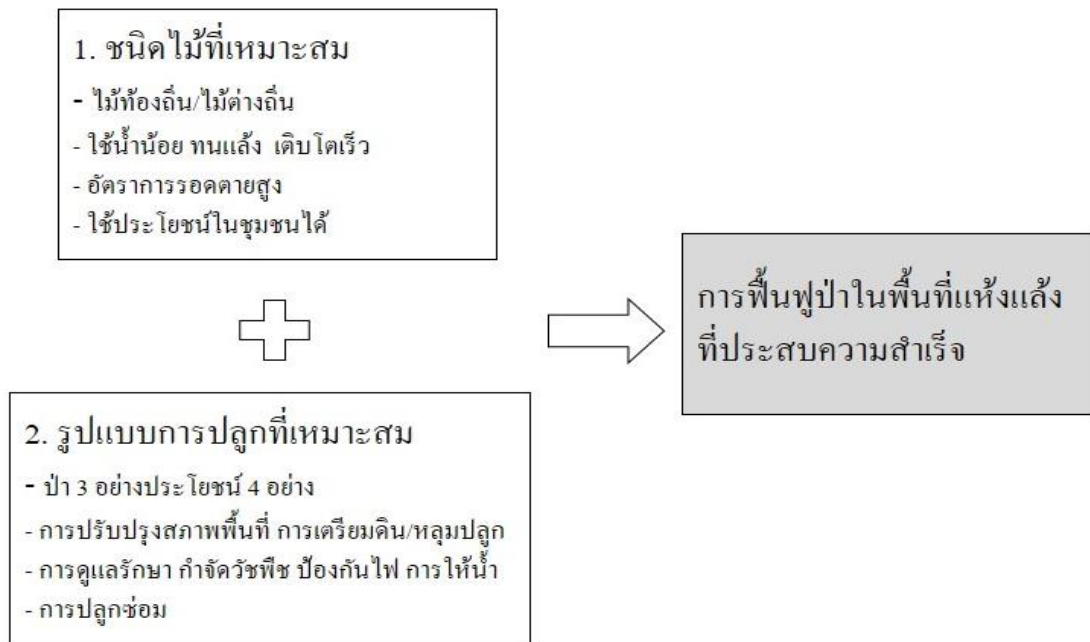 1. ชนิดไม้ที่เหมาะสม
- ไม้ท้องถิ่น/ไม้ต่างถิ่น
- ใช้น้ำน้อย ทนแล้ง เติบโตเร็ว
- อัตราการรอดตายสูง
- ใช้ประโยชน์ในชุมชนได้
การฟื้นฟูป่าในพื้นที่แห้งแล้ง
ที่ประสบความสำเร็จ
2. รูปแบบการปลูกที่เหมาะสม
- ป่า 3 อย่างประโยชน์ 4 อย่าง
- การปรับปรุงสภาพพื้นที่ การเตรียมดิน/หลุมปลูก
- การดูแลรักษา กำจัดวัชพืช ป้องกันไฟ การให้น้ำ
- การปลูกซ่อม